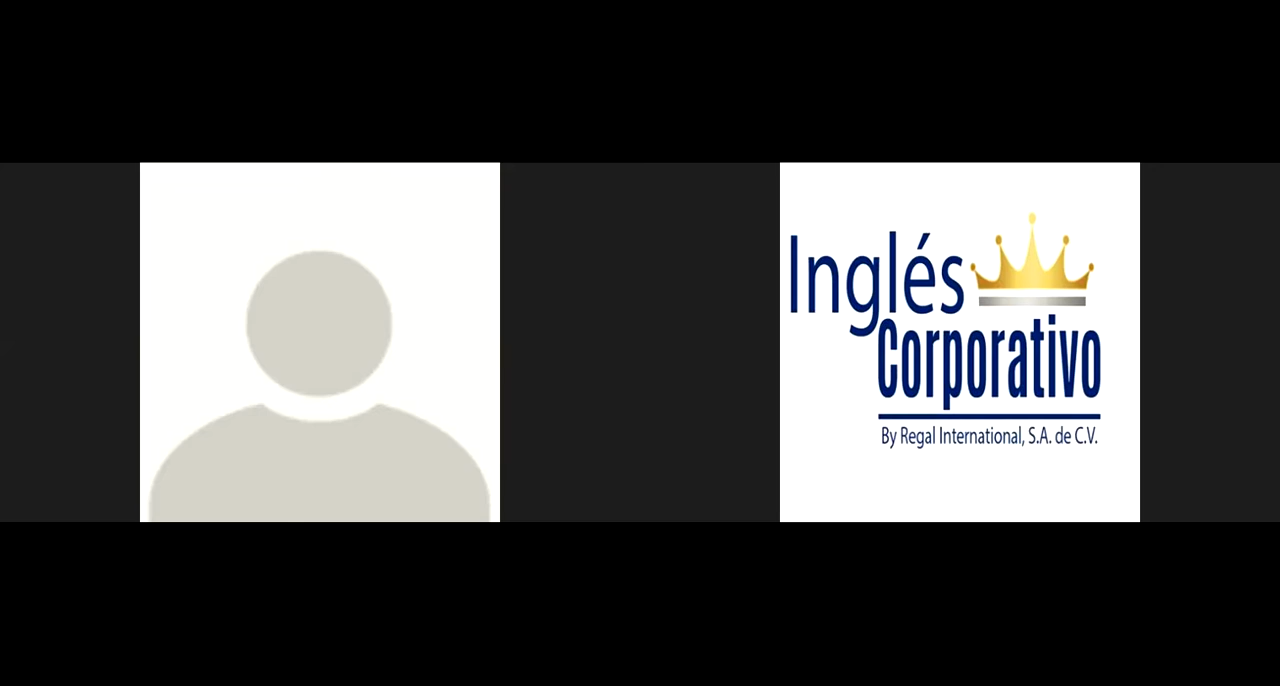 Inglés
Corporativo
By Regal International, S.A. de C.V.